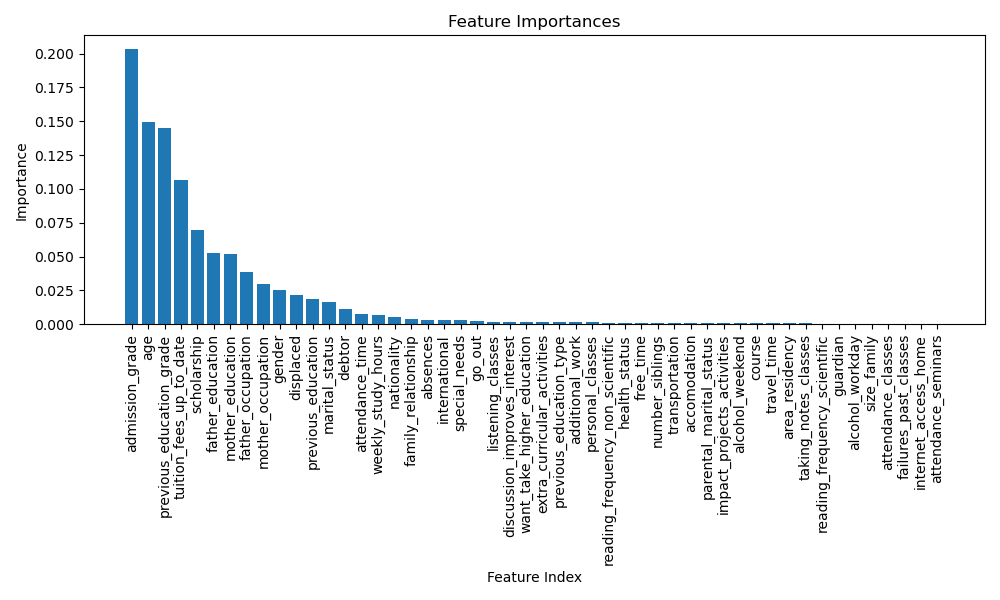 Feature Importances
Importance
0.200
0.175
0.150
0.125
0.100
0.075
0.050
0.025
0.000
admission_grade
age
previous_education_grade
tuition_fees_up_to_date
scholarship
father_education
mother_education
father_occupation
mother_occupation
gender
displaced
previous_education
marital_status
debtor
attendance_time
weekly_study_hours
nationality
family_relationship
absences
international
special_needs
go_out
listening_classes
discussion_improves_interest
want_take_higher_education
extra_curricular_activities
previous_education_type
additional_work
personal_classes
reading_frequency_non_scientific
health_status
free_time
number_siblings
transportation
accomodation
parental_marital_status
impact_projects_activities
alcohol_weekend
course
travel_time
area_residency
taking_notes_classes
reading_frequency_scientific
guardian
alcohol_workday
size_family
attendance_classes
failures_past_classes
internet_access_home
attendance_seminars
Feature Index